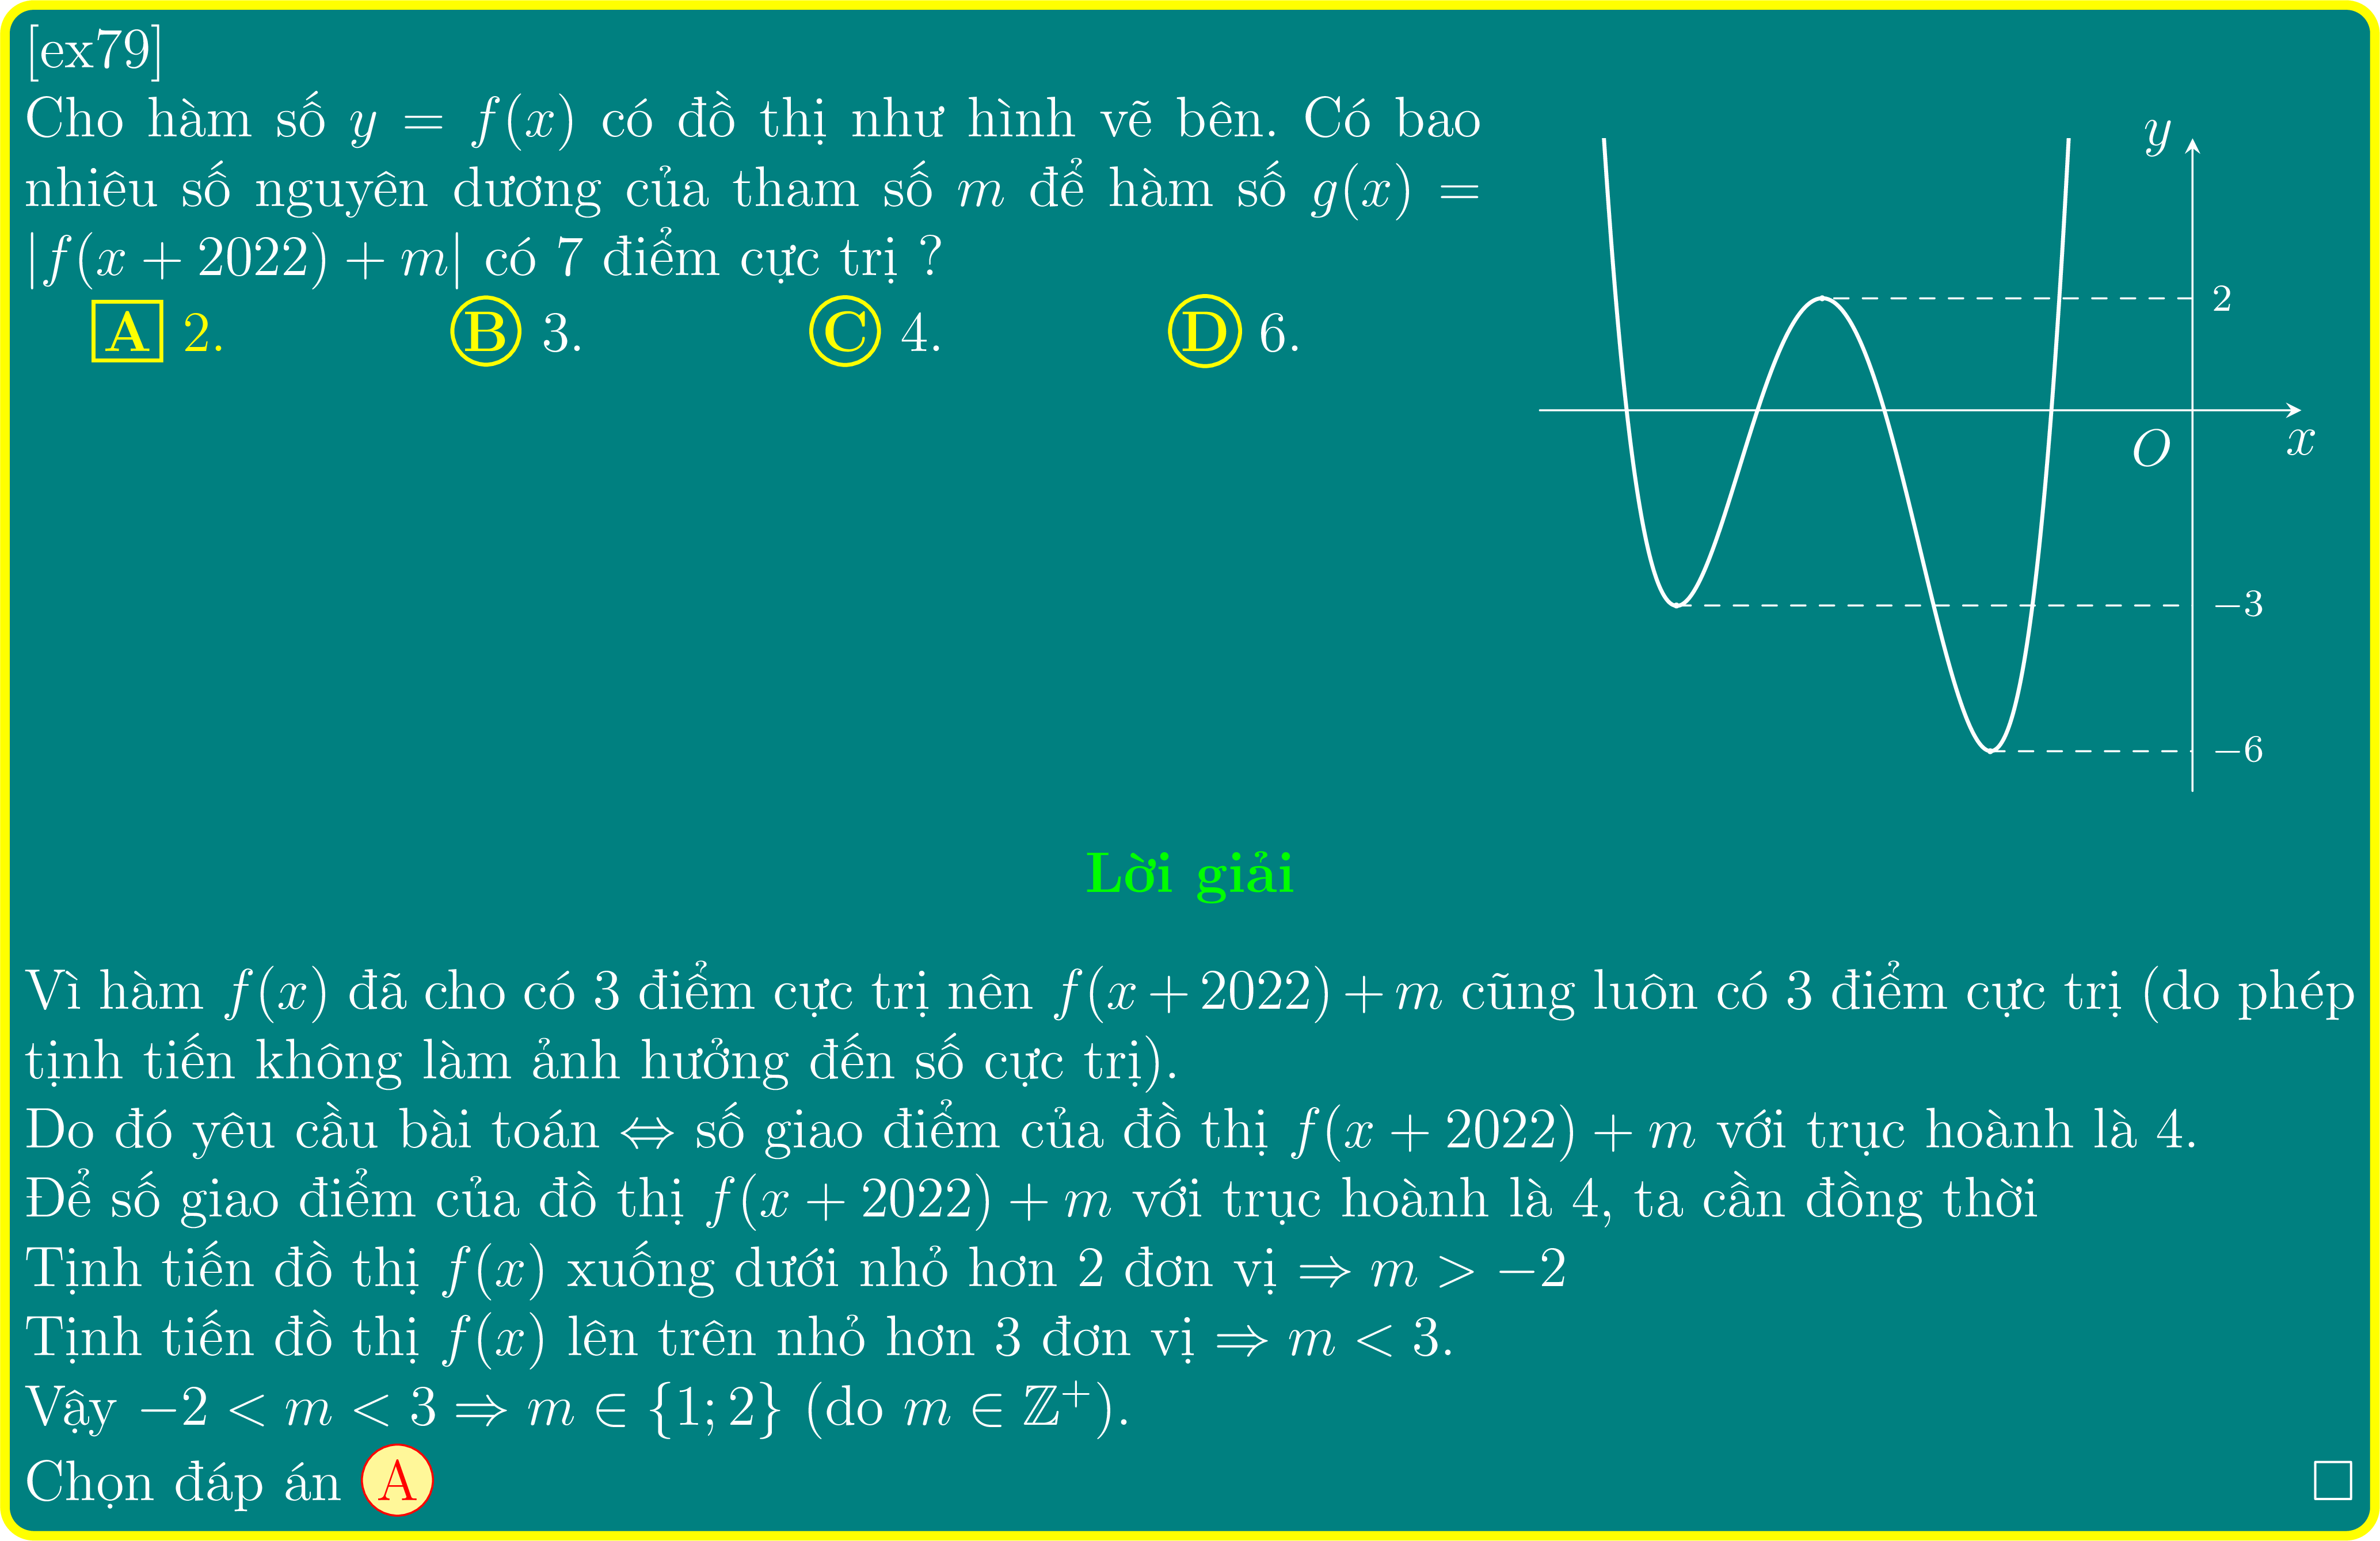 [ex79]
Cho hàm số y = f(x) có đồ thị như hình vẽ bên. Có bao
nhiêu số nguyên dương của tham số m để hàm số g(x) =
|f(x + 2022) + m| có 7 điểm cực trị ?
A 2. B 3. C 4. D 6.
y
2
O
x
−3
−6
Lời giải
Vì hàm f(x) đã cho có 3 điểm cực trị nên f(x + 2022) + m cũng luôn có 3 điểm cực trị (do phép
tịnh tiến không làm ảnh hưởng đến số cực trị).
Do đó yêu cầu bài toán ⇔ số giao điểm của đồ thị f(x + 2022) + m với trục hoành là 4.
Để số giao điểm của đồ thị f(x + 2022) + m với trục hoành là 4, ta cần đồng thời
Tịnh tiến đồ thị f(x) xuống dưới nhỏ hơn 2 đơn vị ⇒ m > −2
Tịnh tiến đồ thị f(x) lên trên nhỏ hơn 3 đơn vị ⇒ m < 3.
Vậy −2 < m < 3 ⇒ m ∈ {1; 2} (do m ∈ ℤ⁺).
Chọn đáp án A □